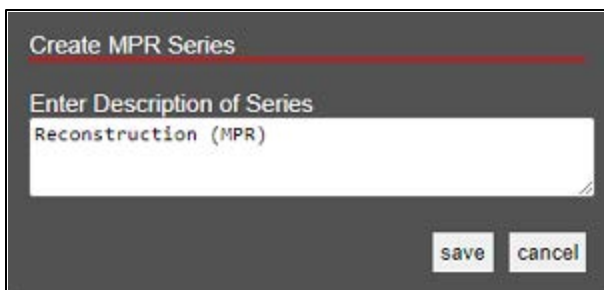 Create MPR Series
Enter Description of Series
Reconstruction (MPR)
save cancel